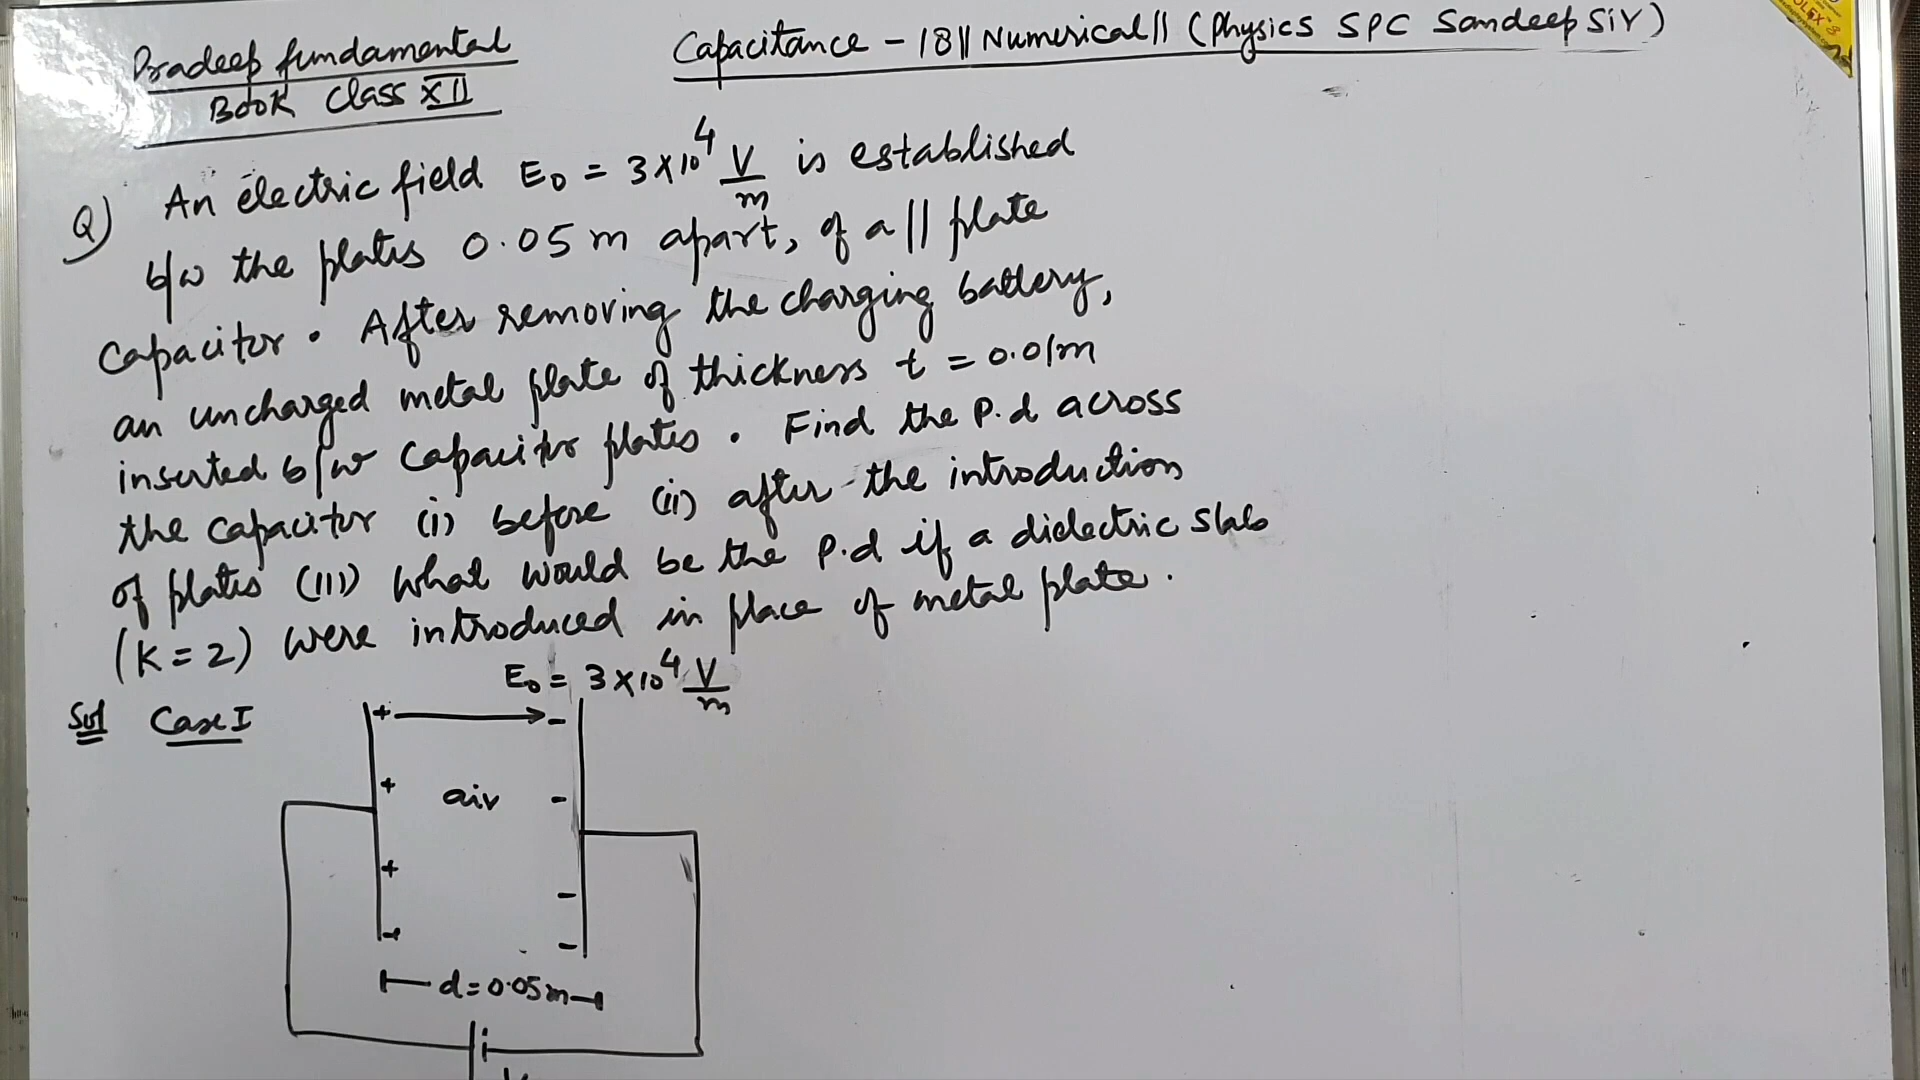 Pradeep fundamental
Book Class XII
Capacitance - 18 || Numerical || (Physics SPC Sandeep Sir)
Q) An electric field E₀ = 3×10⁴ V/m is established
b/w the plates 0.05 m apart, of a || plate
Capacitor. After removing the charging battery,
an uncharged metal plate of thickness t = 0.01m
inserted b/w Capacitor plates. Find the P.d across
the capacitor (i) before (ii) after the introduction
of plates (iii) what would be the p.d if a dielectric slab
(K=2) were introduced in place of metal plate.
Sol Case I
E₀ = 3×10⁴ V/m
+ -
+ air -
+ -
+ -
d=0.05m